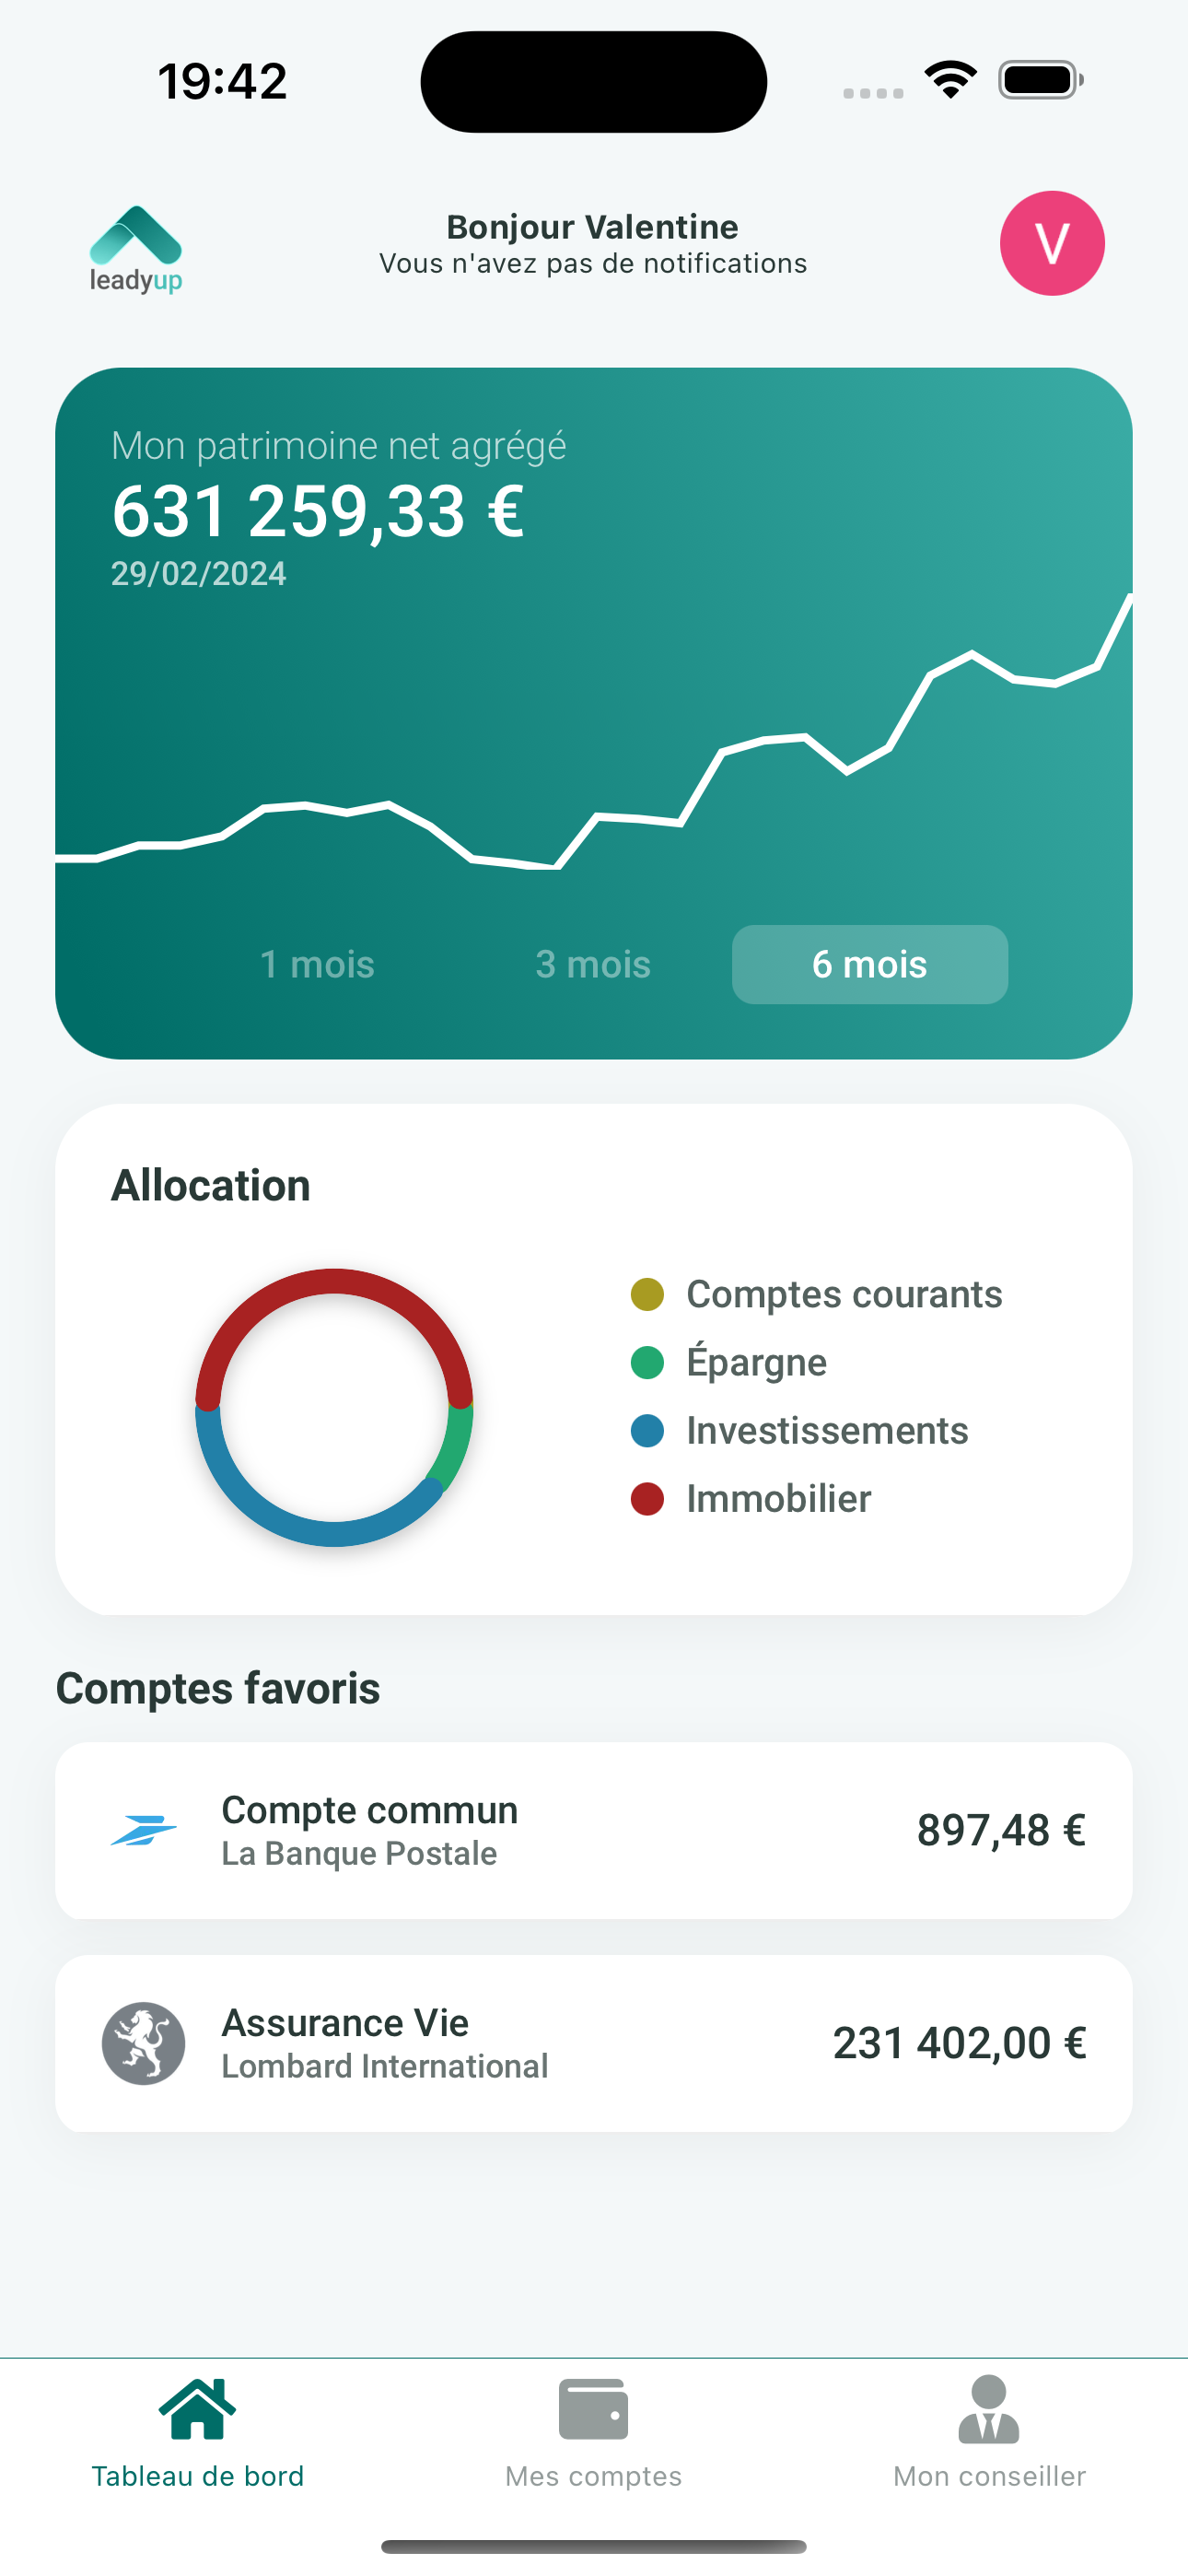 19:42
leadyup
Bonjour Valentine
Vous n'avez pas de notifications
V
Mon patrimoine net agrégé
631 259,33 €
29/02/2024
1 mois
3 mois
6 mois
Allocation
Comptes courants
Épargne
Investissements
Immobilier
Comptes favoris
Compte commun
La Banque Postale
897,48 €
Assurance Vie
Lombard International
231 402,00 €
Tableau de bord
Mes comptes
Mon conseiller